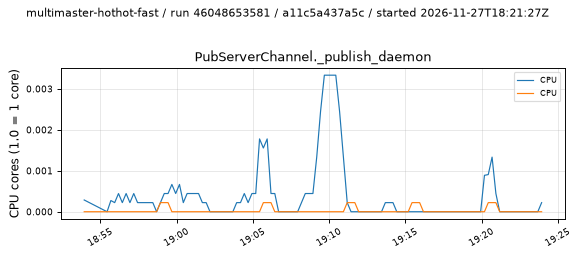 multimaster-hothot-fast / run 46048653581 / a11c5a437a5c / started 2026-11-27T18:21:27Z
PubServerChannel._publish_daemon
CPU cores (1.0 = 1 core)
0.003
0.002
0.001
0.000
CPU
CPU
18:55
19:00
19:05
19:10
19:15
19:20
19:25